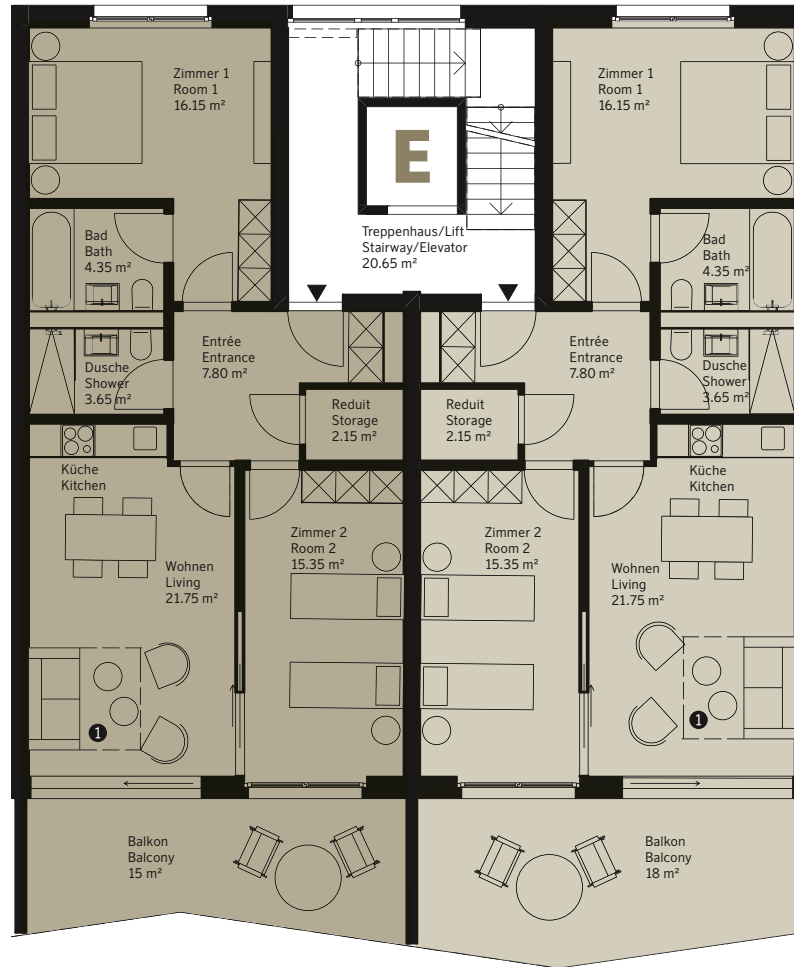 Zimmer 1
Room 1
16.15 m²
Zimmer 1
Room 1
16.15 m²
E
Treppenhaus/Lift
Stairway/Elevator
20.65 m²
Bad
Bath
4.35 m²
Bad
Bath
4.35 m²
Dusche
Shower
3.65 m²
Entrée
Entrance
7.80 m²
Entrée
Entrance
7.80 m²
Dusche
Shower
3.65 m²
Reduit
Storage
2.15 m²
Reduit
Storage
2.15 m²
Küche
Kitchen
Küche
Kitchen
Zimmer 2
Room 2
15.35 m²
Zimmer 2
Room 2
15.35 m²
Wohnen
Living
21.75 m²
Wohnen
Living
21.75 m²
1
1
Balkon
Balcony
15 m²
Balkon
Balcony
18 m²